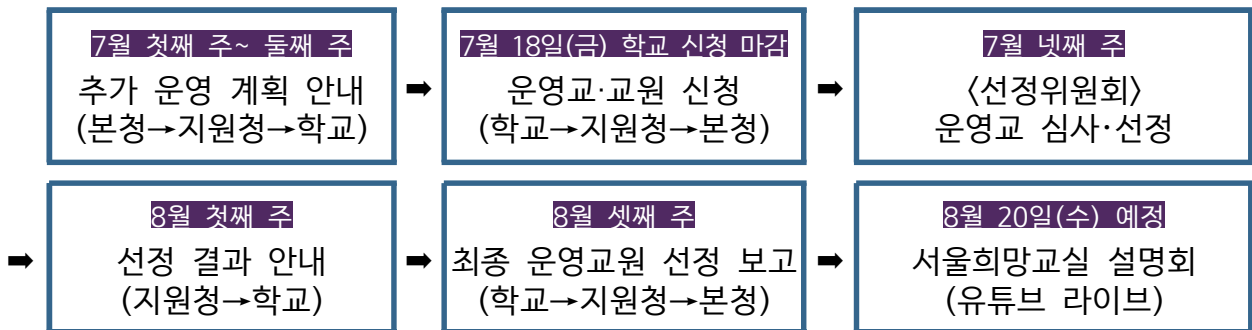 7월 첫째 주~ 둘째 주
추가 운영 계획 안내
(본청→지원청→학교)
➡
7월 18일(금) 학교 신청 마감
운영교·교원 신청
(학교→지원청→본청)
➡
7월 넷째 주
〈선정위원회〉
운영교 심사·선정
➡
8월 첫째 주
선정 결과 안내
(지원청→학교)
➡
8월 셋째 주
최종 운영교원 선정 보고
(학교→지원청→본청)
➡
8월 20일(수) 예정
서울희망교실 설명회
(유튜브 라이브)